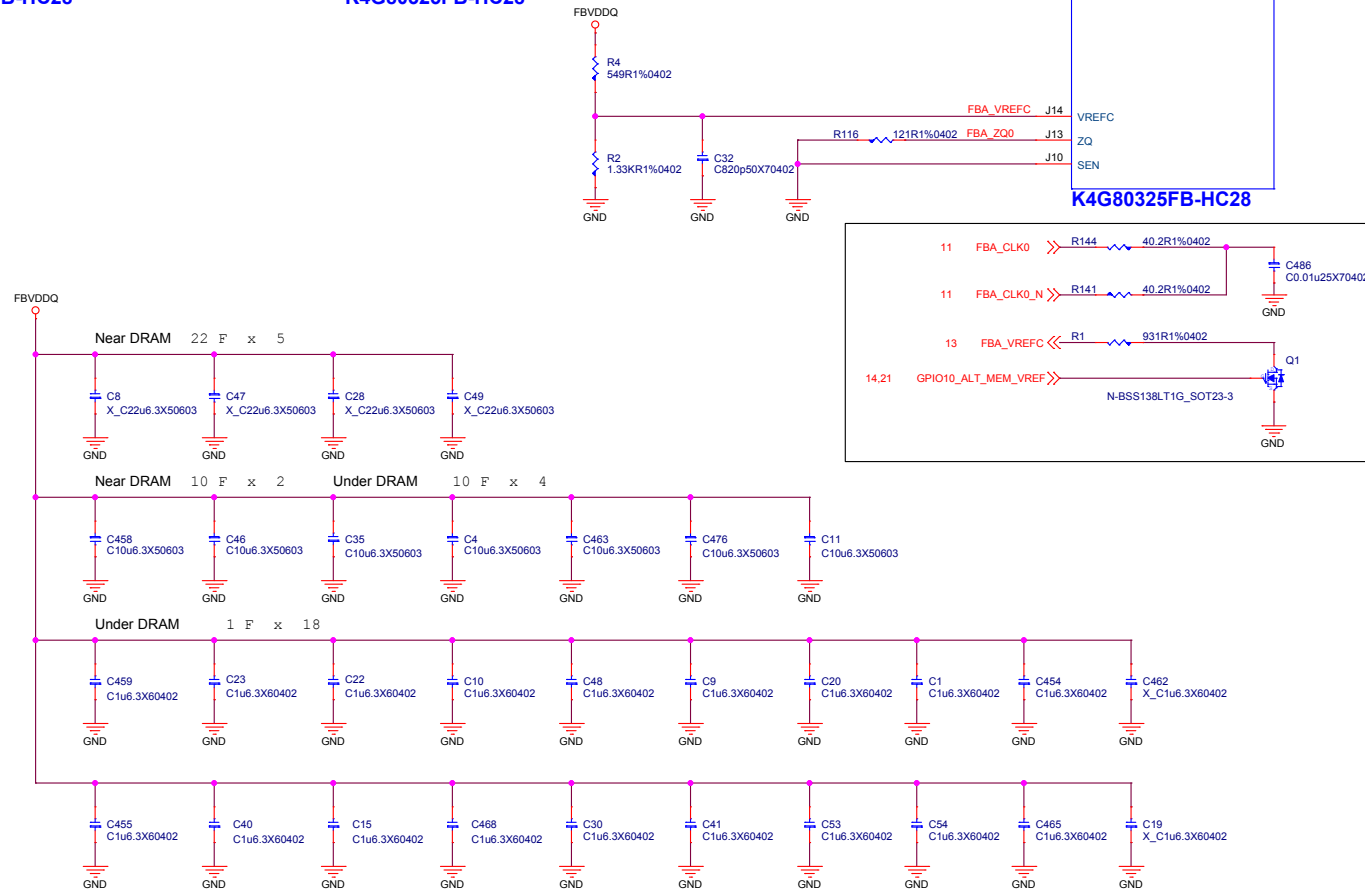 B-HC28
K4G80325FB-HC28
FBVDDQ
R4
549R1%0402
FBA_VREFC J14 VREFC
R116 121R1%0402 FBA_ZQ0 J13 ZQ
J10 SEN
R2
1.33KR1%0402
C32
C820p50X70402
GND GND GND
K4G80325FB-HC28
11 FBA_CLK0 R144 40.2R1%0402
C486
C0.01u25X70402
11 FBA_CLK0_N R141 40.2R1%0402
GND
13 FBA_VREFC R1 931R1%0402
Q1
14,21 GPIO10_ALT_MEM_VREF
N-BSS138LT1G_SOT23-3
GND
FBVDDQ
Near DRAM 22 F x 5
C8 C47 C28 C49
X_C22u6.3X50603 X_C22u6.3X50603 X_C22u6.3X50603 X_C22u6.3X50603
GND GND GND GND
Near DRAM 10 F x 2 Under DRAM 10 F x 4
C458 C46 C35 C4 C463 C476 C11
C10u6.3X50603 C10u6.3X50603 C10u6.3X50603 C10u6.3X50603 C10u6.3X50603 C10u6.3X50603 C10u6.3X50603
GND GND GND GND GND GND GND
Under DRAM 1 F x 18
C459 C23 C22 C10 C48 C9 C20 C1 C454 C462
C1u6.3X60402 C1u6.3X60402 C1u6.3X60402 C1u6.3X60402 C1u6.3X60402 C1u6.3X60402 C1u6.3X60402 C1u6.3X60402 C1u6.3X60402 X_C1u6.3X60402
GND GND GND GND GND GND GND GND GND GND
C455 C40 C15 C468 C30 C41 C53 C54 C465 C19
C1u6.3X60402 C1u6.3X60402 C1u6.3X60402 C1u6.3X60402 C1u6.3X60402 C1u6.3X60402 C1u6.3X60402 C1u6.3X60402 C1u6.3X60402 X_C1u6.3X60402
GND GND GND GND GND GND GND GND GND GND